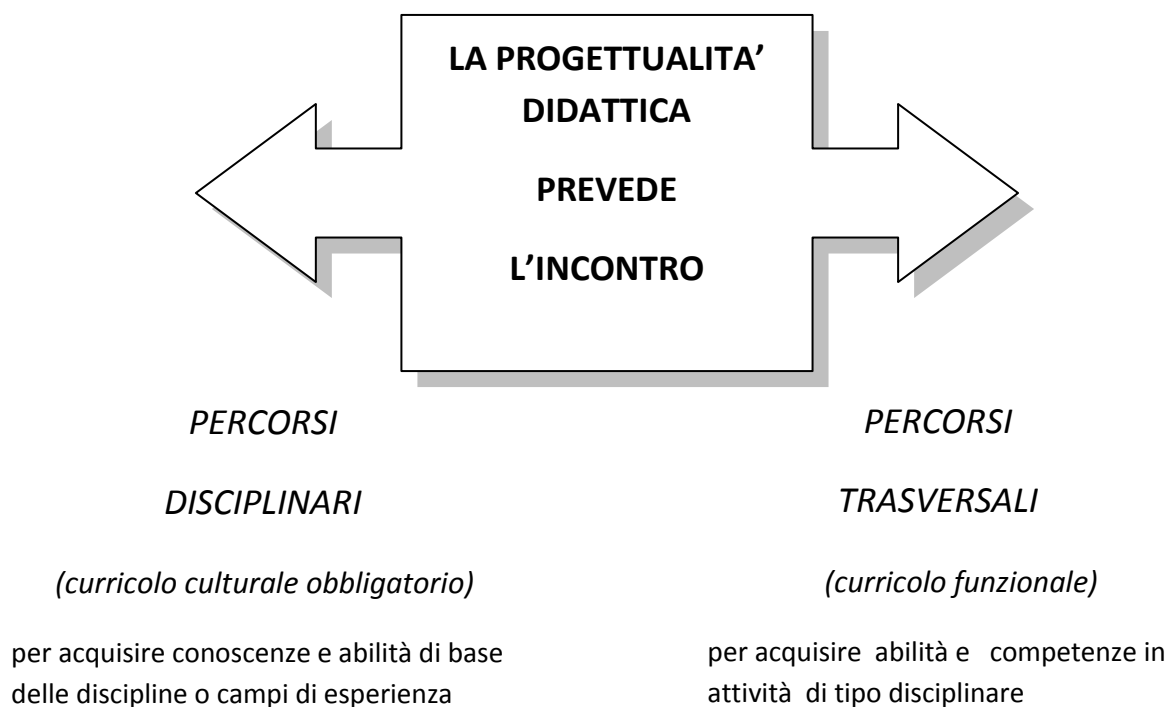 LA PROGETTUALITA’
DIDATTICA
PREVEDE
L’INCONTRO
PERCORSI
DISCIPLINARI
(curricolo culturale obbligatorio)
per acquisire conoscenze e abilità di base
delle discipline o campi di esperienza
PERCORSI
TRASVERSALI
(curricolo funzionale)
per acquisire abilità e competenze in
attività di tipo disciplinare